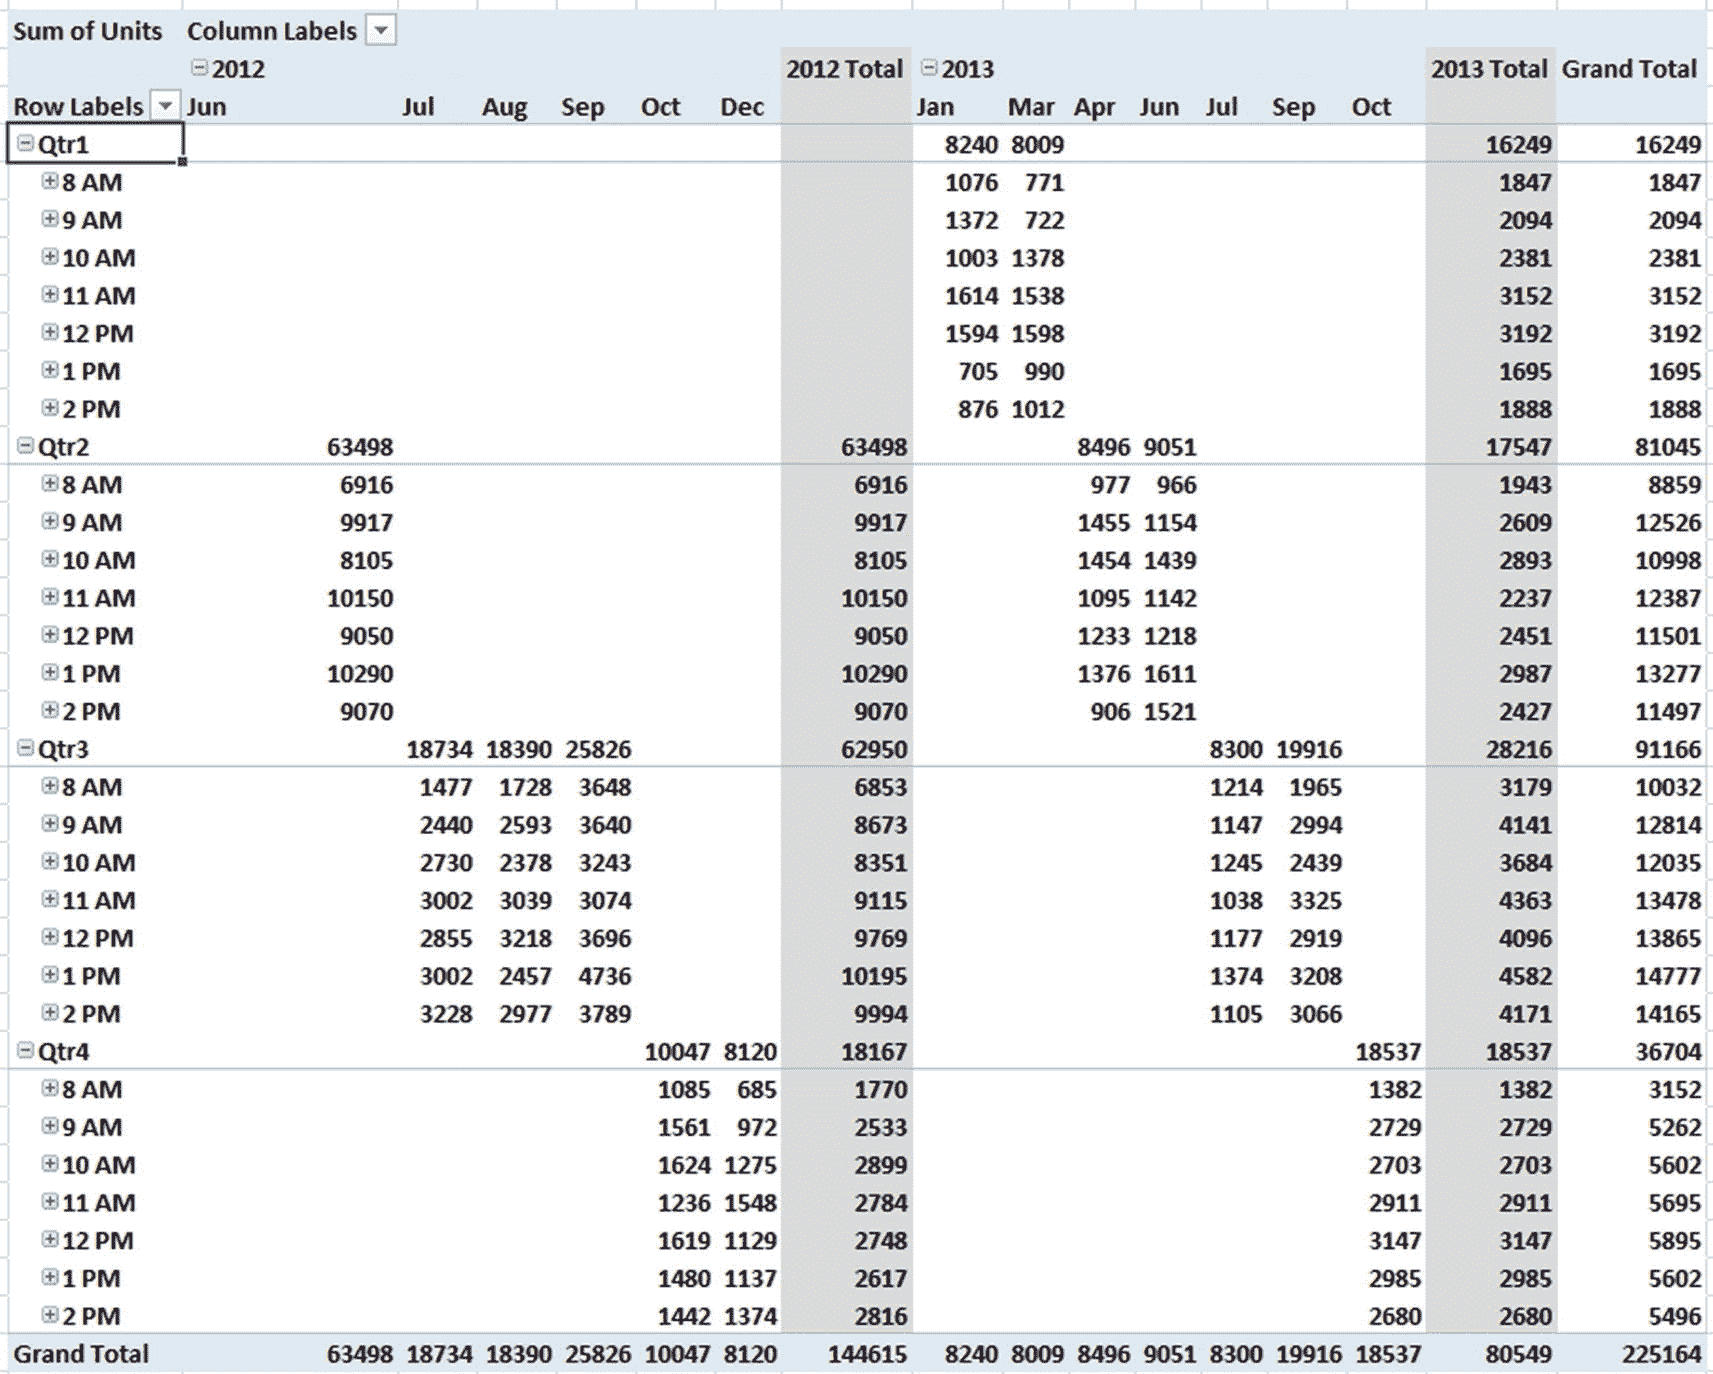 Sum of Units Column Labels
2012 2012 Total 2013 2013 Total Grand Total
Row Labels Jun Jul Aug Sep Oct Dec Jan Mar Apr Jun Jul Sep Oct
Qtr1 8240 8009 16249 16249
8 AM 1076 771 1847 1847
9 AM 1372 722 2094 2094
10 AM 1003 1378 2381 2381
11 AM 1614 1538 3152 3152
12 PM 1594 1598 3192 3192
1 PM 705 990 1695 1695
2 PM 876 1012 1888 1888
Qtr2 63498 63498 8496 9051 17547 81045
8 AM 6916 6916 977 966 1943 8859
9 AM 9917 9917 1455 1154 2609 12526
10 AM 8105 8105 1454 1439 2893 10998
11 AM 10150 10150 1095 1142 2237 12387
12 PM 9050 9050 1233 1218 2451 11501
1 PM 10290 10290 1376 1611 2987 13277
2 PM 9070 9070 906 1521 2427 11497
Qtr3 18734 18390 25826 62950 8300 19916 28216 91166
8 AM 1477 1728 3648 6853 1214 1965 3179 10032
9 AM 2440 2593 3640 8673 1147 2994 4141 12814
10 AM 2730 2378 3243 8351 1245 2439 3684 12035
11 AM 3002 3039 3074 9115 1038 3325 4363 13478
12 PM 2855 3218 3696 9769 1177 2919 4096 13865
1 PM 3002 2457 4736 10195 1374 3208 4582 14777
2 PM 3228 2977 3789 9994 1105 3066 4171 14165
Qtr4 10047 8120 18167 18537 18537 36704
8 AM 1085 685 1770 1382 1382 3152
9 AM 1561 972 2533 2729 2729 5262
10 AM 1624 1275 2899 2703 2703 5602
11 AM 1236 1548 2784 2911 2911 5695
12 PM 1619 1129 2748 3147 3147 5895
1 PM 1480 1137 2617 2985 2985 5602
2 PM 1442 1374 2816 2680 2680 5496
Grand Total 63498 18734 18390 25826 10047 8120 144615 8240 8009 8496 9051 8300 19916 18537 80549 225164